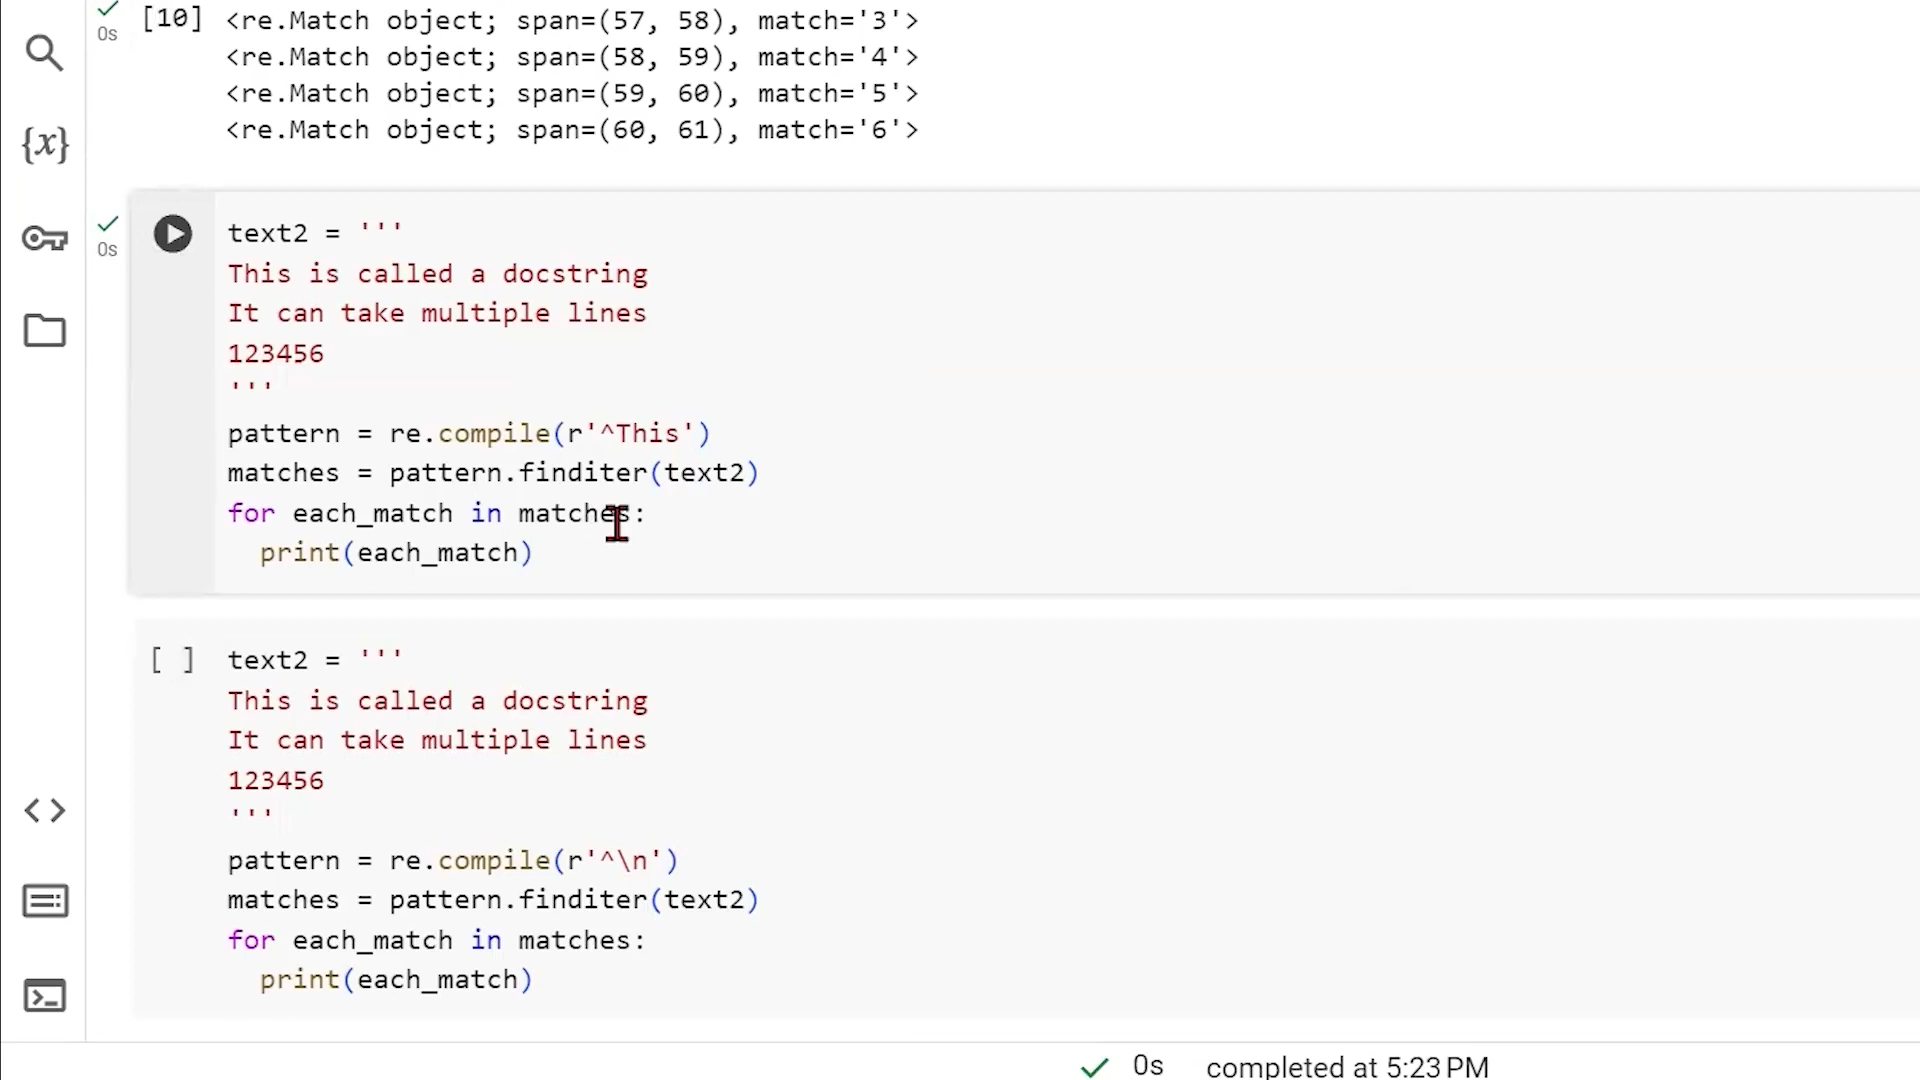 [10] <re.Match object; span=(57, 58), match='3'>
0s
<re.Match object; span=(58, 59), match='4'>
<re.Match object; span=(59, 60), match='5'>
<re.Match object; span=(60, 61), match='6'>
{x}
0s
text2 = '''
This is called a docstring
It can take multiple lines
123456
'''
pattern = re.compile(r'^This')
matches = pattern.finditer(text2)
for each_match in matches:
  print(each_match)
[ ] text2 = '''
This is called a docstring
It can take multiple lines
123456
'''
pattern = re.compile(r'^\n')
matches = pattern.finditer(text2)
for each_match in matches:
  print(each_match)
0s completed at 5:23 PM